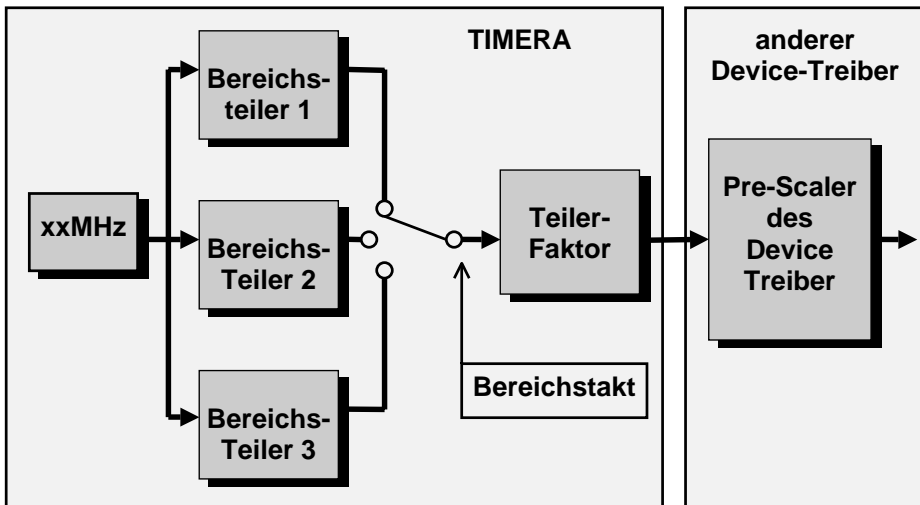 TIMERA
anderer
Device-Treiber
Bereichs-
teiler 1
xxMHz
Bereichs-
Teiler 2
Bereichs-
Teiler 3
Teiler-
Faktor
Bereichstakt
Pre-Scaler
des
Device
Treiber